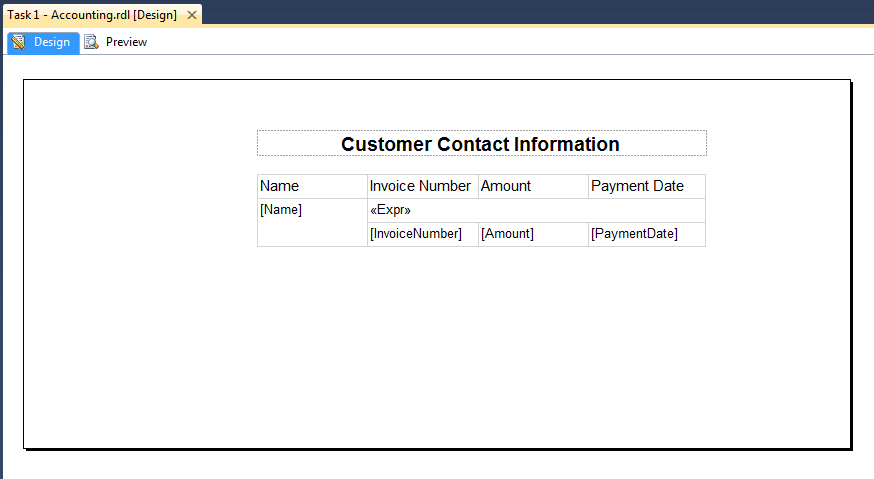 Task 1 - Accounting.rdl [Design]
Design Preview
Customer Contact Information
Name Invoice Number Amount Payment Date
[Name] «Expr»
[InvoiceNumber] [Amount] [PaymentDate]